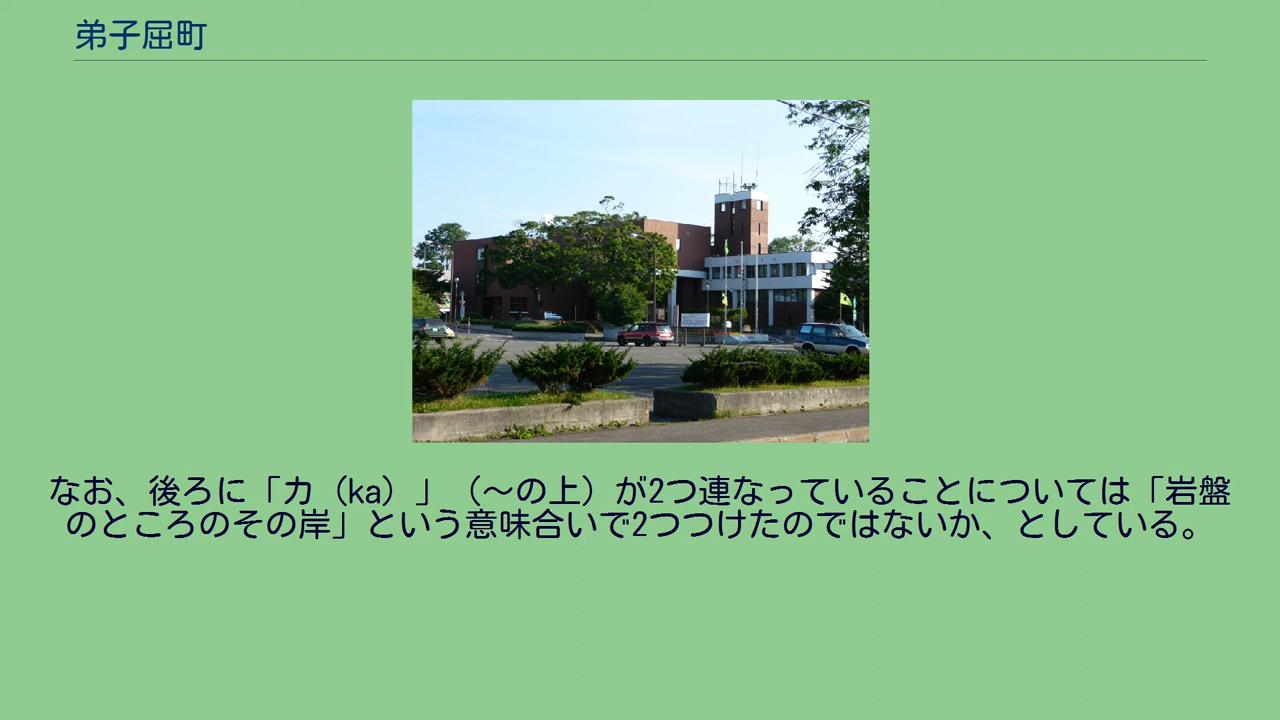 弟子屈町
なお、後ろに「カ（ka）」（～の上）が2つ連なっていることについては「岩盤
のところのその岸」という意味合いで2つつけたのではないか、としている。